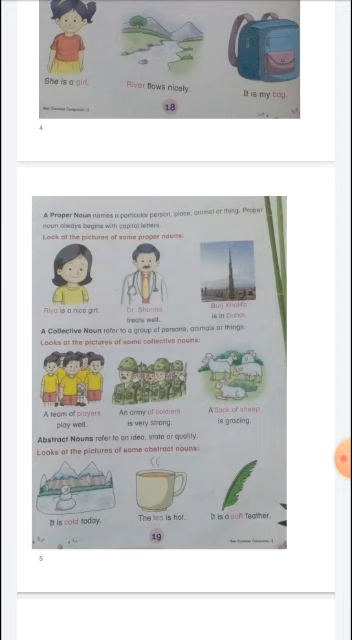 She is a girl.
River flows nicely.
It is my bag.
18
4
A Proper Noun names a particular person, place, animal or thing. Proper
noun always begins with capital letters.
Look at the pictures of some proper nouns:
Riya is a nice girl.
Dr. Sharma
treats well.
Burj Khalifa
is in Dubai.
A Collective Noun refer to a group of persons, animals or things.
Looks at the pictures of some collective nouns:
A team of players
play well.
An army of soldiers
is very strong.
A flock of sheep
is grazing.
Abstract Nouns refer to an idea, state or quality.
Looks at the pictures of some abstract nouns:
It is cold today.
The tea is hot.
It is a soft feather.
19
5